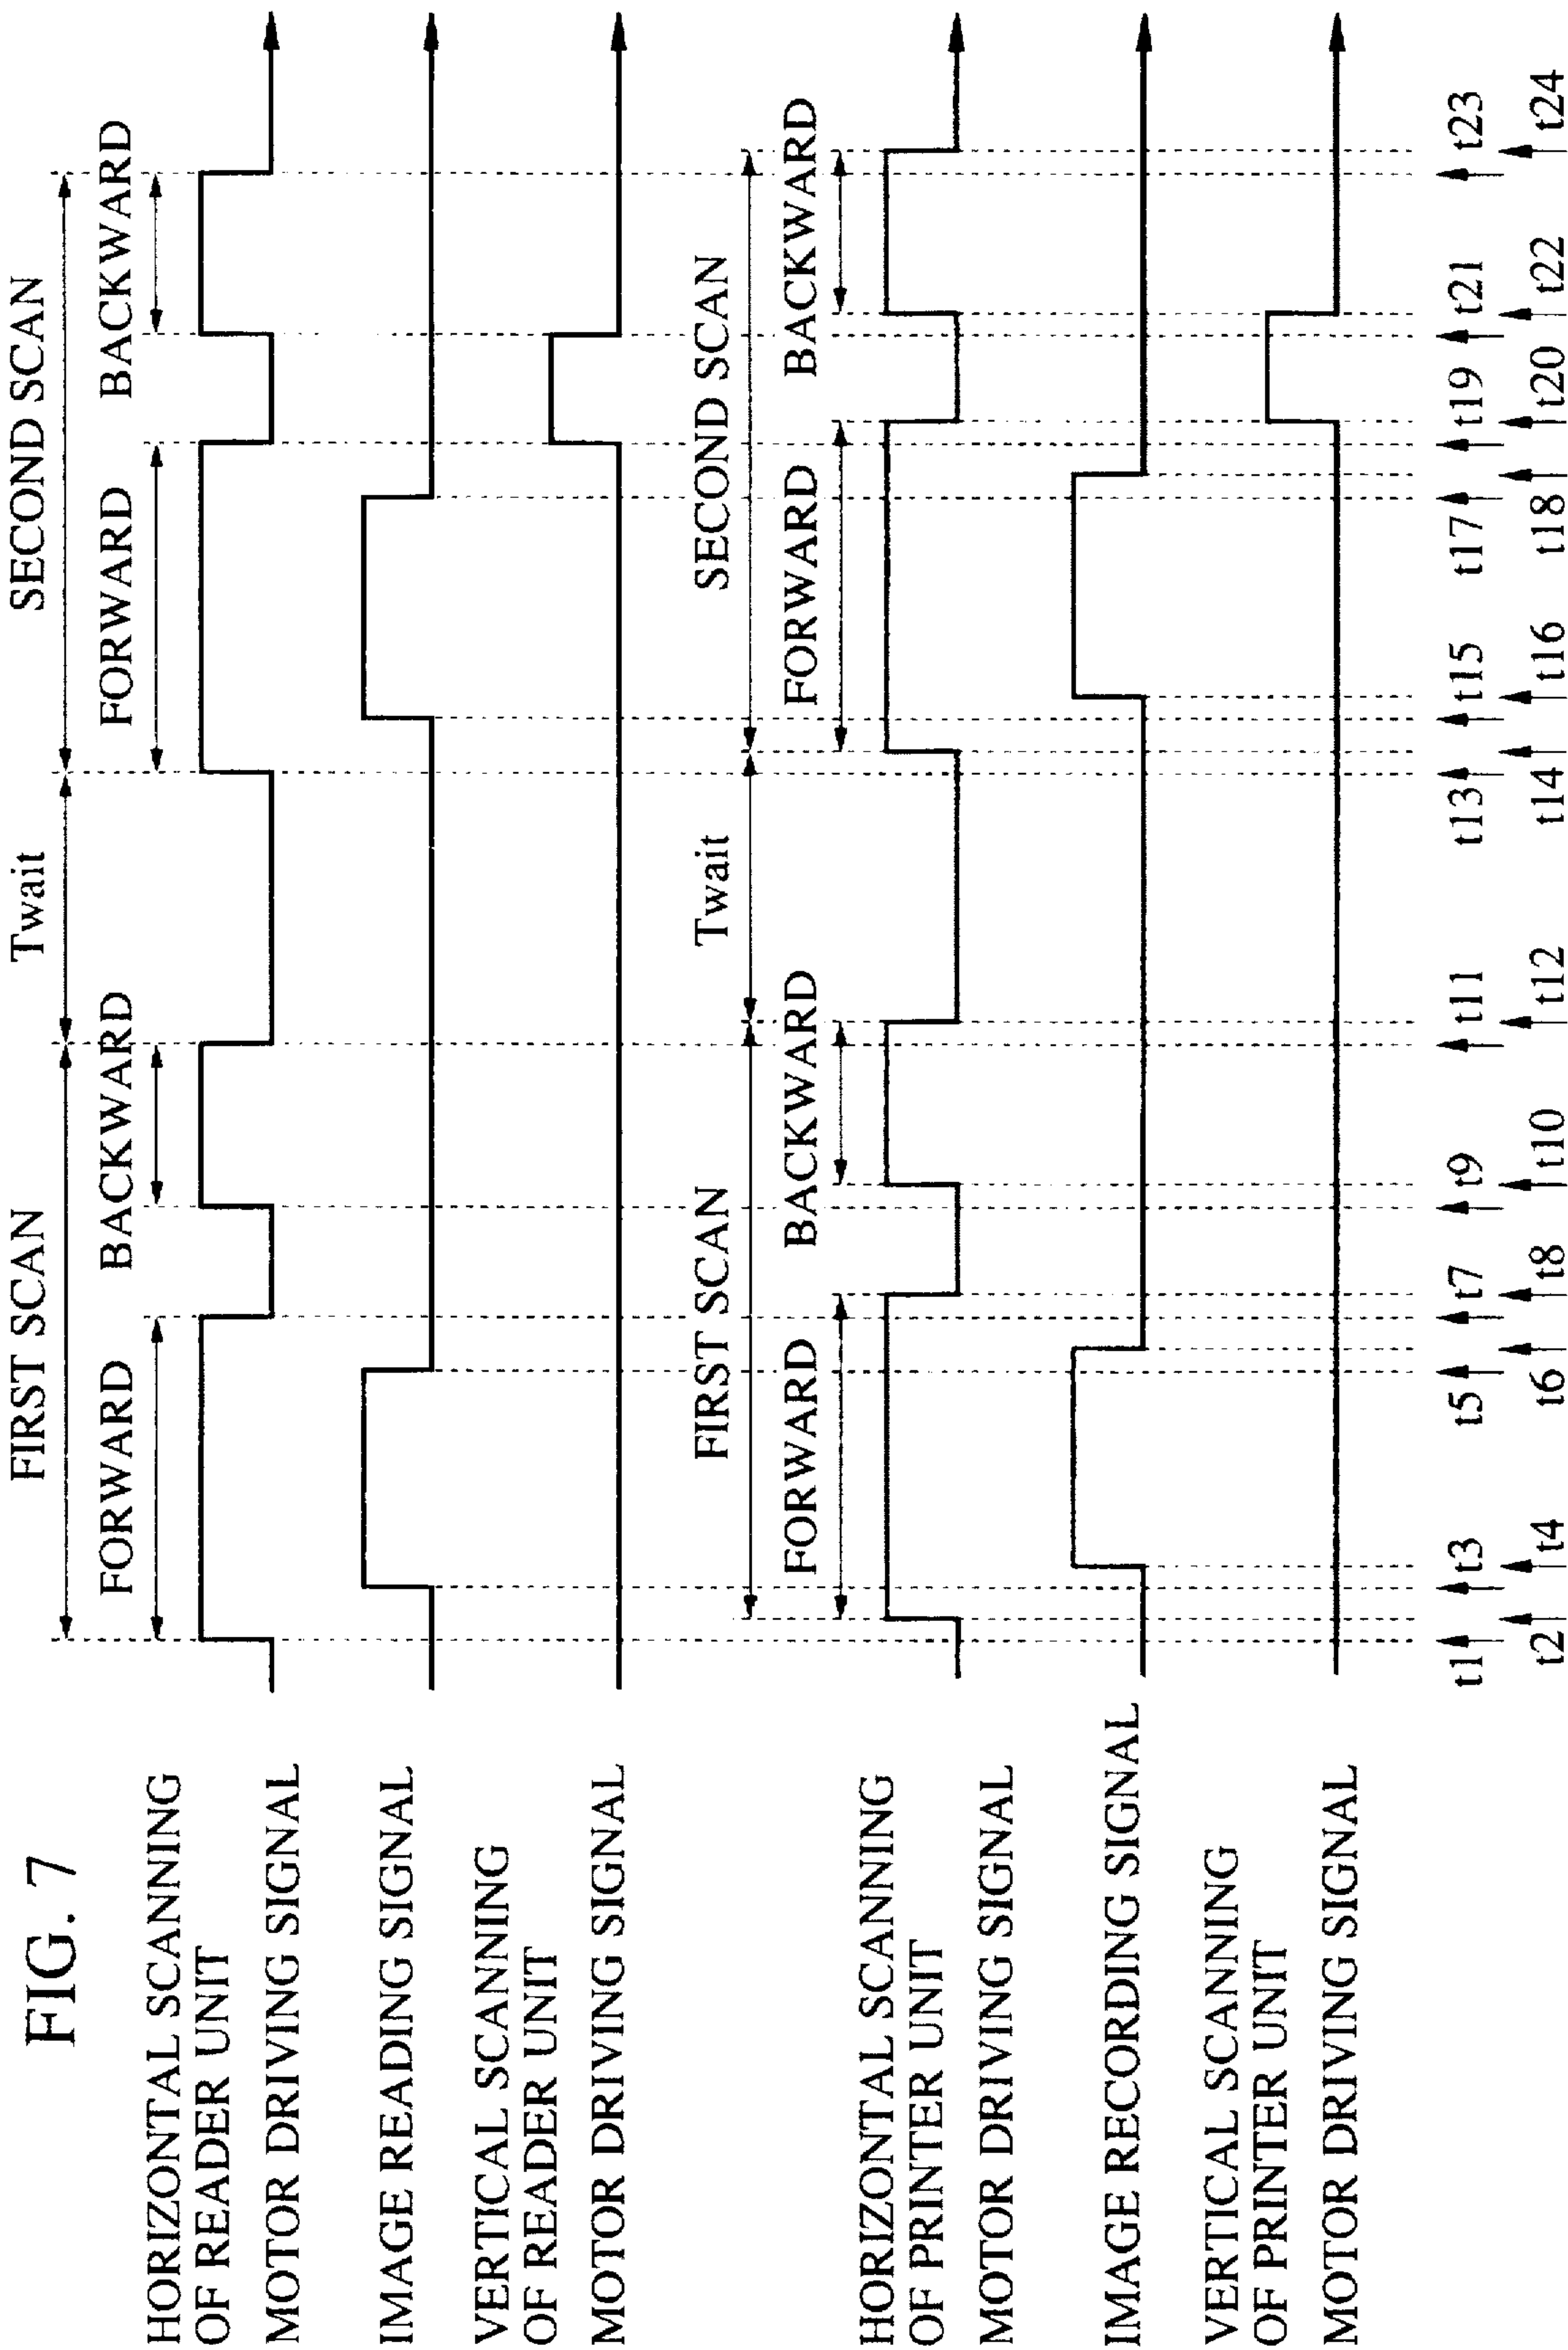 FIG. 7
FIRST SCAN
Twait
SECOND SCAN
FORWARD
BACKWARD
FORWARD
BACKWARD
HORIZONTAL SCANNING
OF READER UNIT
MOTOR DRIVING SIGNAL
IMAGE READING SIGNAL
VERTICAL SCANNING
OF READER UNIT
MOTOR DRIVING SIGNAL
FIRST SCAN
Twait
SECOND SCAN
FORWARD
BACKWARD
FORWARD
BACKWARD
HORIZONTAL SCANNING
OF PRINTER UNIT
MOTOR DRIVING SIGNAL
IMAGE RECORDING SIGNAL
VERTICAL SCANNING
OF PRINTER UNIT
MOTOR DRIVING SIGNAL
t1 t3 t5 t7 t9 t11 t13 t15 t17 t19 t21 t23
t2 t4 t6 t8 t10 t12 t14 t16 t18 t20 t22 t24